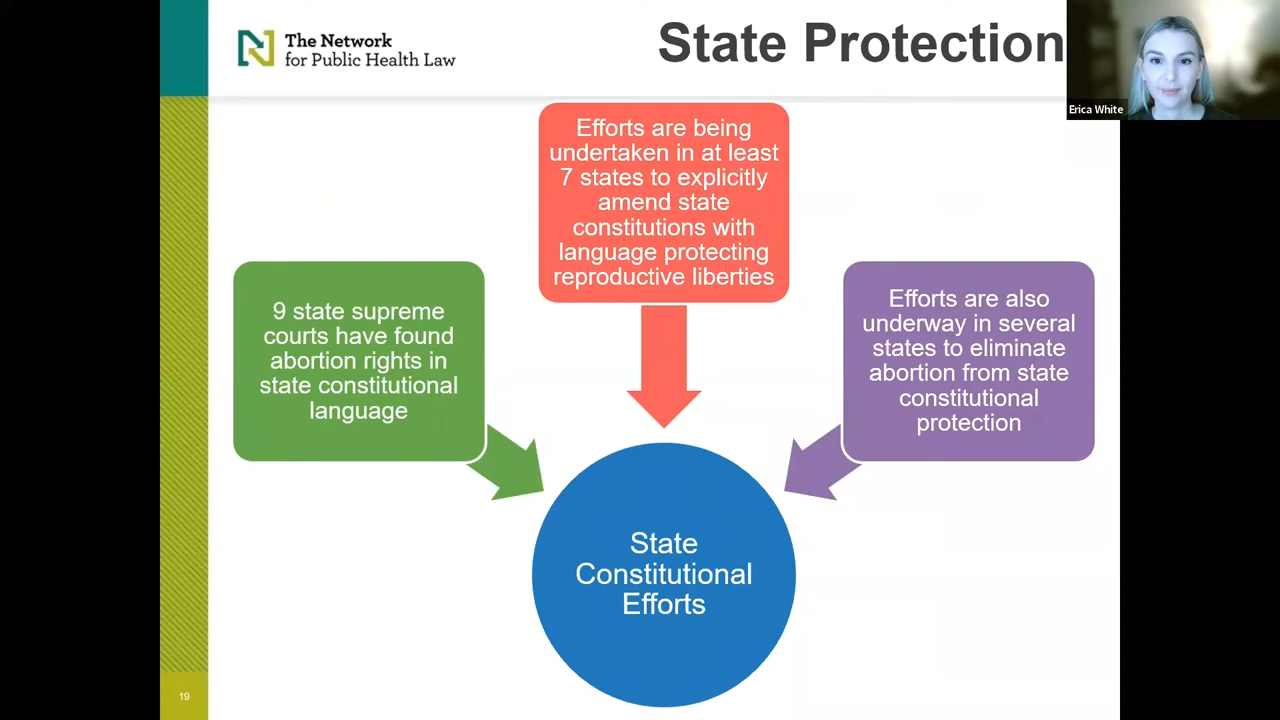 The Network
for Public Health Law
State Protection
Erica White
Efforts are being
undertaken in at least
7 states to explicitly
amend state
constitutions with
language protecting
reproductive liberties
9 state supreme
courts have found
abortion rights in
state constitutional
language
Efforts are also
underway in several
states to eliminate
abortion from state
constitutional
protection
State
Constitutional
Efforts
19